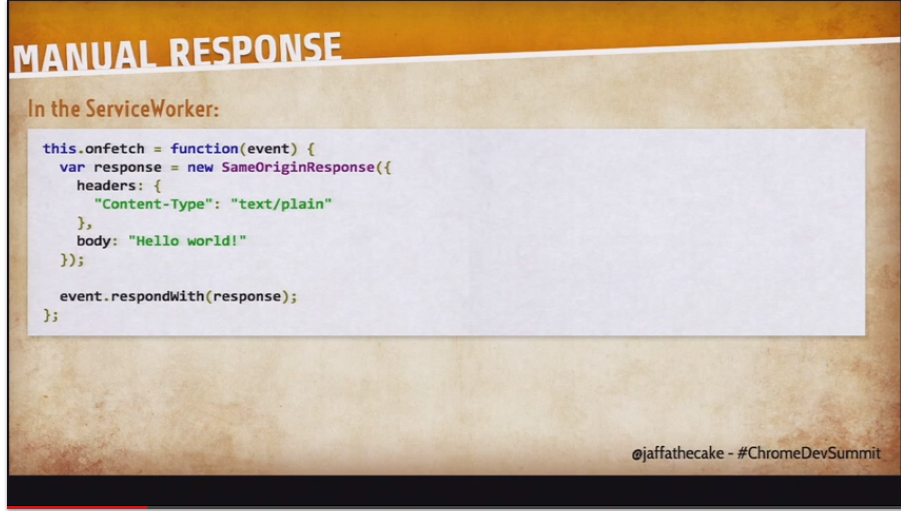 MANUAL RESPONSE
In the ServiceWorker:
this.onfetch = function(event) {
  var response = new SameOriginResponse({
    headers: {
      "Content-Type": "text/plain"
    },
    body: "Hello world!"
  });

  event.respondWith(response);
};
@jaffathecake - #ChromeDevSummit